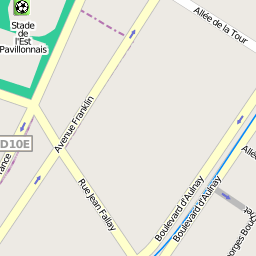 Stade
de
l'Est
Pavillonnais
Allée de la Tour
Avenue Franklin
D10E
Rue Jean Fallay
Boulevard d'Aulnay
Boulevard d'Aulnay